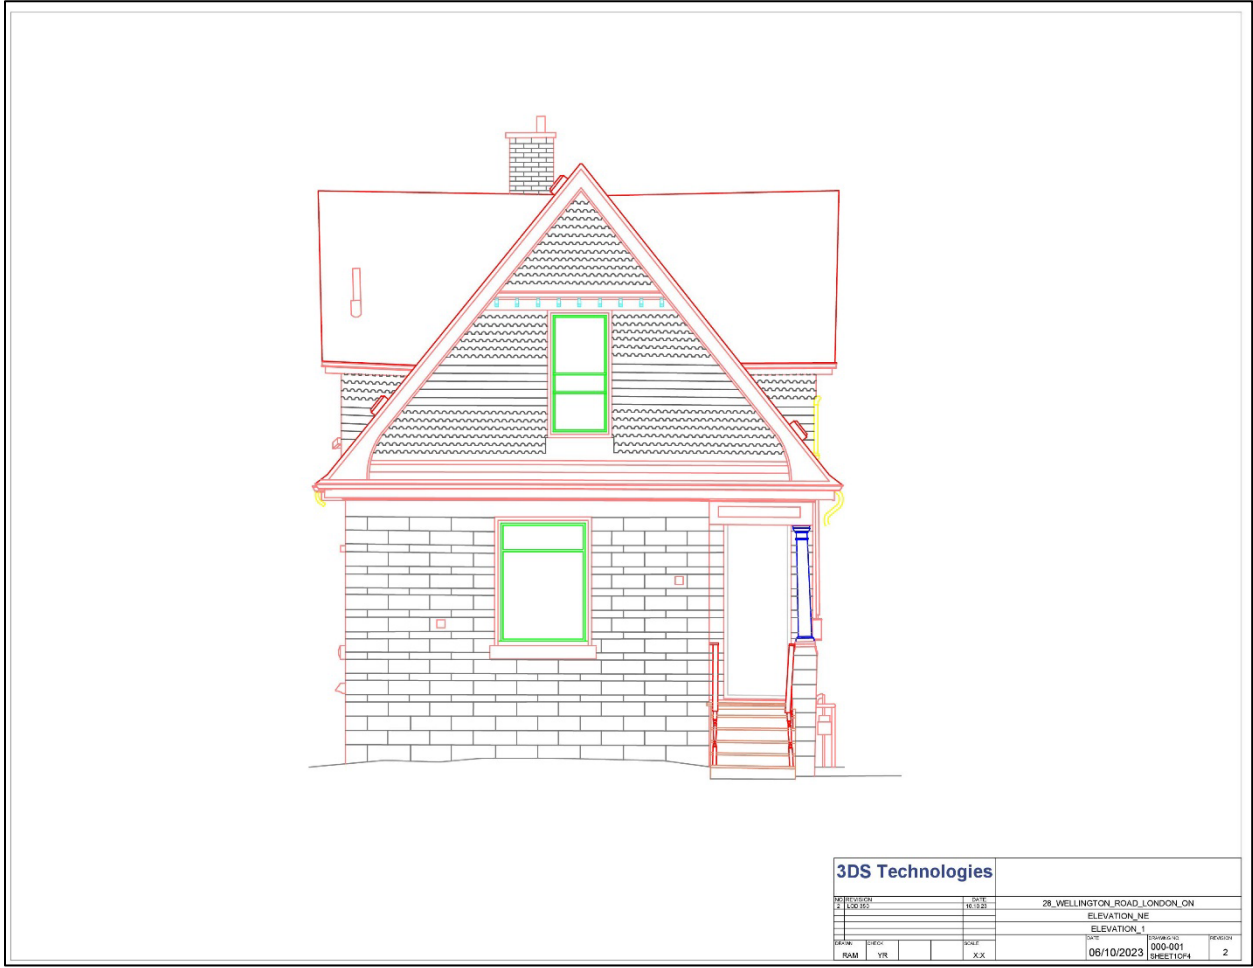 3DS Technologies
NO REVISION DATE
2 LOD 350 16.10.23
28_WELLINGTON_ROAD_LONDON_ON
ELEVATION_NE
ELEVATION_1
DRAWN CHECK SCALE
RAM YR X:X
DATE DRAWING NO. REVISION
06/10/2023 000-001 2
SHEET1OF4